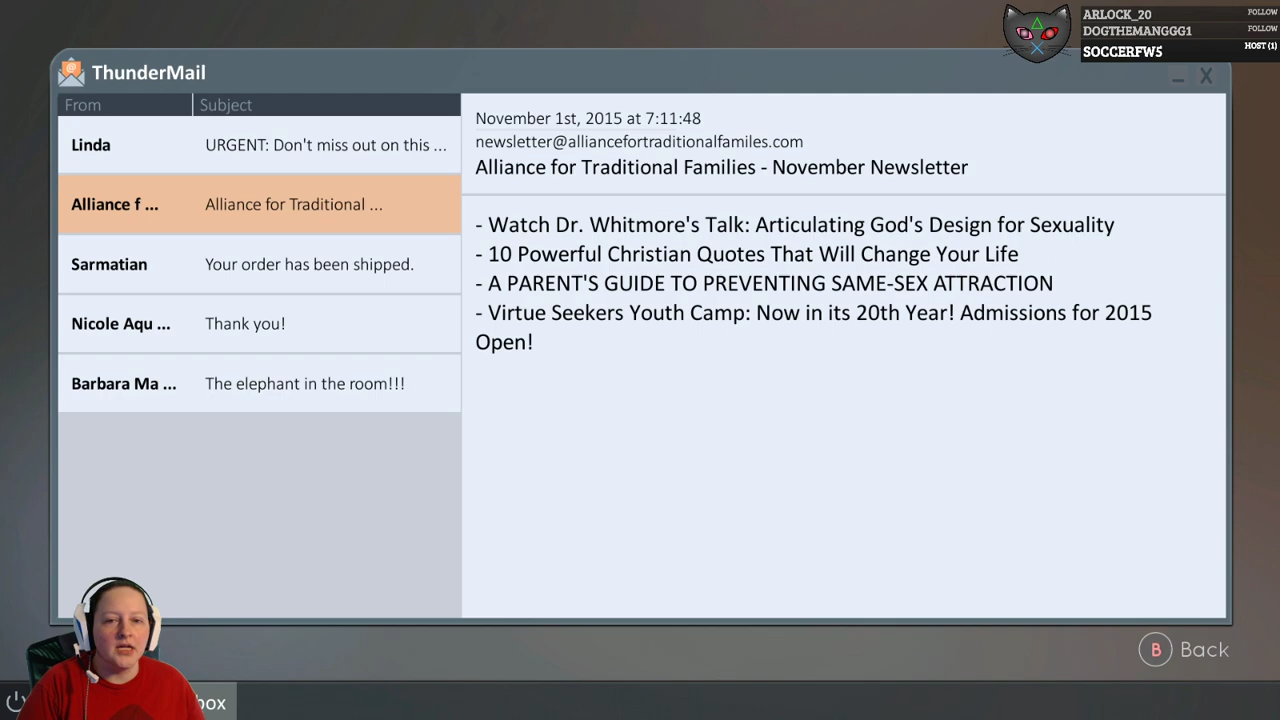 ARLOCK_20 FOLLOW
DOGTHEMANGGG1 FOLLOW
SOCCERFW5 HOST (1)
ThunderMail
From Subject
Linda URGENT: Don't miss out on this ...
Alliance f ... Alliance for Traditional ...
Sarmatian Your order has been shipped.
Nicole Aqu ... Thank you!
Barbara Ma ... The elephant in the room!!!
November 1st, 2015 at 7:11:48
newsletter@alliancefortraditionalfamiles.com
Alliance for Traditional Families - November Newsletter
- Watch Dr. Whitmore's Talk: Articulating God's Design for Sexuality
- 10 Powerful Christian Quotes That Will Change Your Life
- A PARENT'S GUIDE TO PREVENTING SAME-SEX ATTRACTION
- Virtue Seekers Youth Camp: Now in its 20th Year! Admissions for 2015
Open!
B Back
box